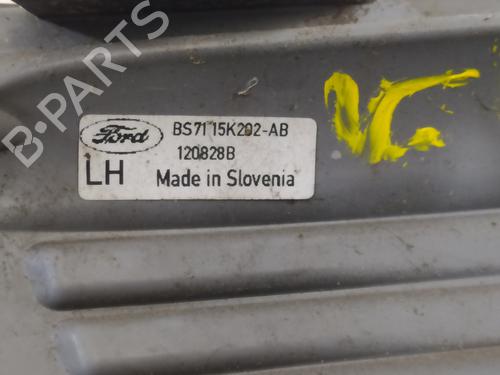 B-PARTS
Ford
BS71 15K202-AB
120828B
LH Made in Slovenia